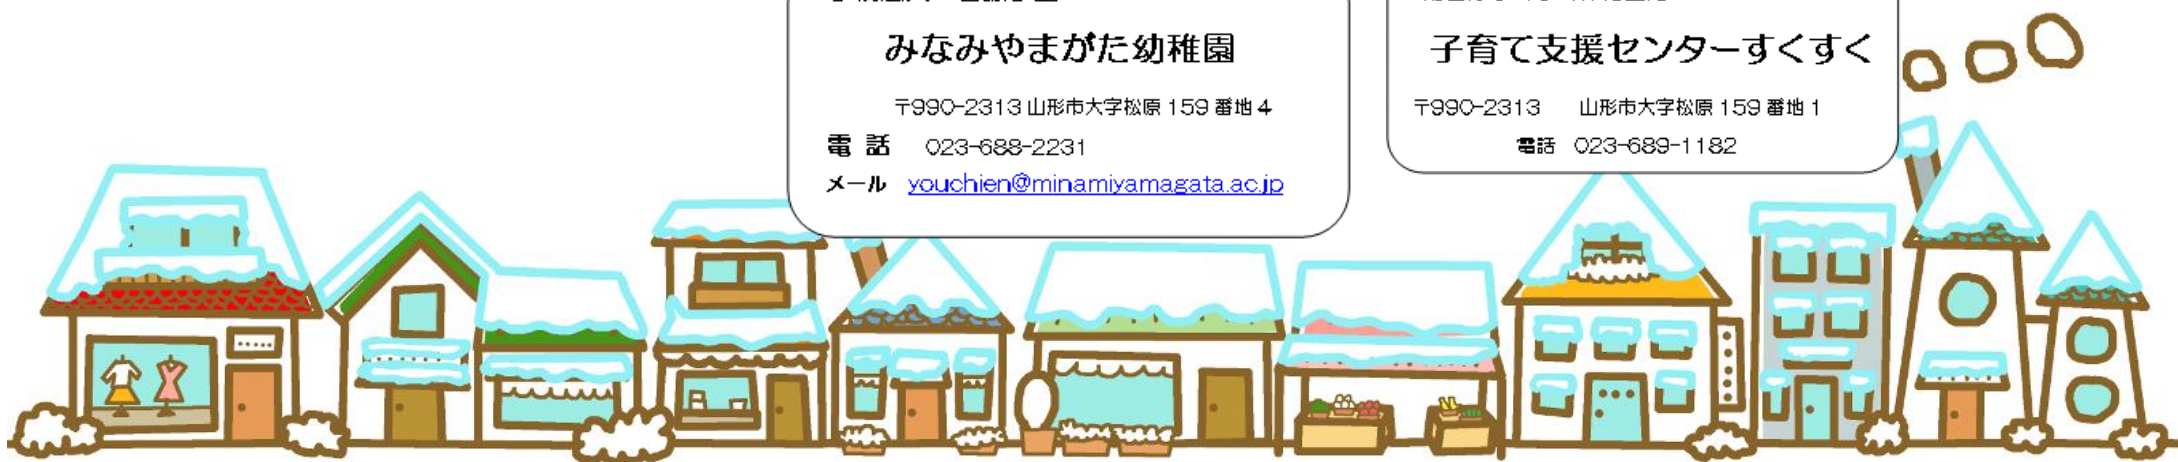 みなみやまがた幼稚園
〒990-2313 山形市大字松原 159 番地 4
電 話 023-688-2231
メール youchien@minamiyamagata.ac.jp
子育て支援センターすくすく
〒990-2313 山形市大字松原 159 番地 1
電話 023-689-1182